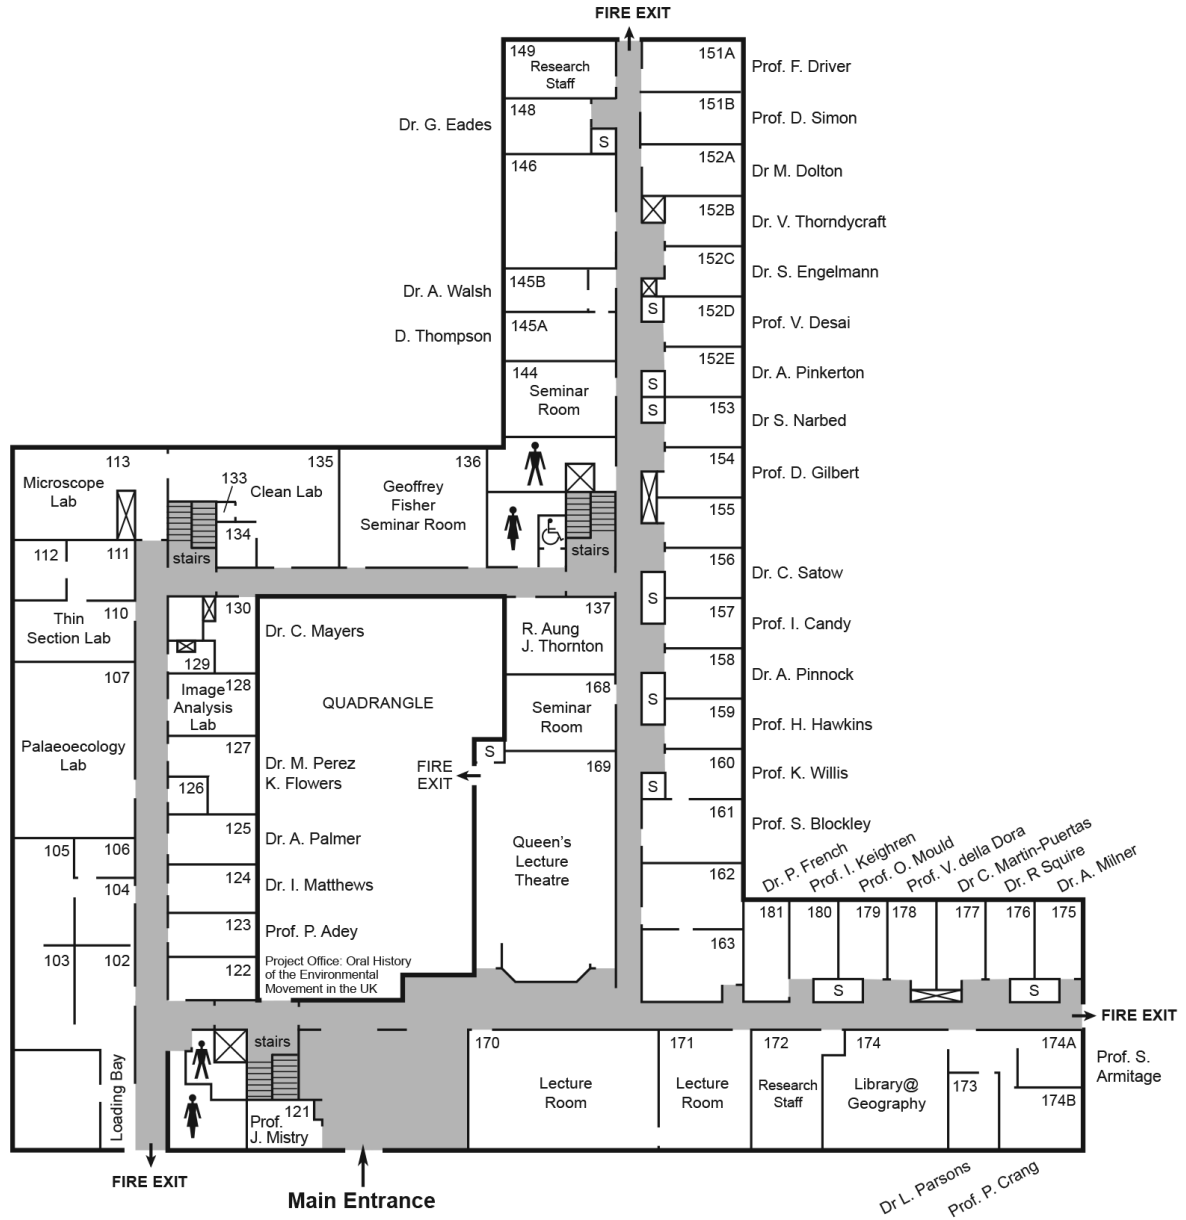 FIRE EXIT
149
Research
Staff
151A
Prof. F. Driver
148
Dr. G. Eades
S
151B
Prof. D. Simon
146
152A
Dr M. Dolton
152B
Dr. V. Thorndycraft
152C
Dr. S. Engelmann
145B
Dr. A. Walsh
S
152D
Prof. V. Desai
145A
D. Thompson
152E
Dr. A. Pinkerton
144
Seminar
Room
S
S
153
Dr S. Narbed
154
Prof. D. Gilbert
155
113
Microscope
Lab
133
135
Clean Lab
134
136
Geoffrey
Fisher
Seminar Room
stairs
stairs
112
111
156
Dr. C. Satow
110
Thin
Section Lab
130
Dr. C. Mayers
137
R. Aung
J. Thornton
S
157
Prof. I. Candy
129
158
Dr. A. Pinnock
107
Palaeoecology
Lab
128
Image
Analysis
Lab
QUADRANGLE
168
Seminar
Room
S
159
Prof. H. Hawkins
127
Dr. M. Perez
K. Flowers
126
FIRE
EXIT
S
169
Queen's
Lecture
Theatre
160
S
Prof. K. Willis
161
Prof. S. Blockley
125
Dr. A. Palmer
105
106
104
124
Dr. I. Matthews
162
123
Prof. P. Adey
103
102
122
Project Office: Oral History
of the Environmental
Movement in the UK
163
Dr. P. French
Prof. I. Keighren
Prof. O. Mould
Prof. V. della Dora
Dr C. Martin-Puertas
Dr. R Squire
Dr. A. Milner
181
180
179
178
177
176
175
S
S
FIRE EXIT
stairs
170
Lecture
Room
171
Lecture
Room
172
Research
Staff
174
Library@
Geography
173
174A
174B
Prof. S.
Armitage
Loading Bay
121
Prof.
J. Mistry
FIRE EXIT
Main Entrance
Dr L. Parsons
Prof. P. Crang